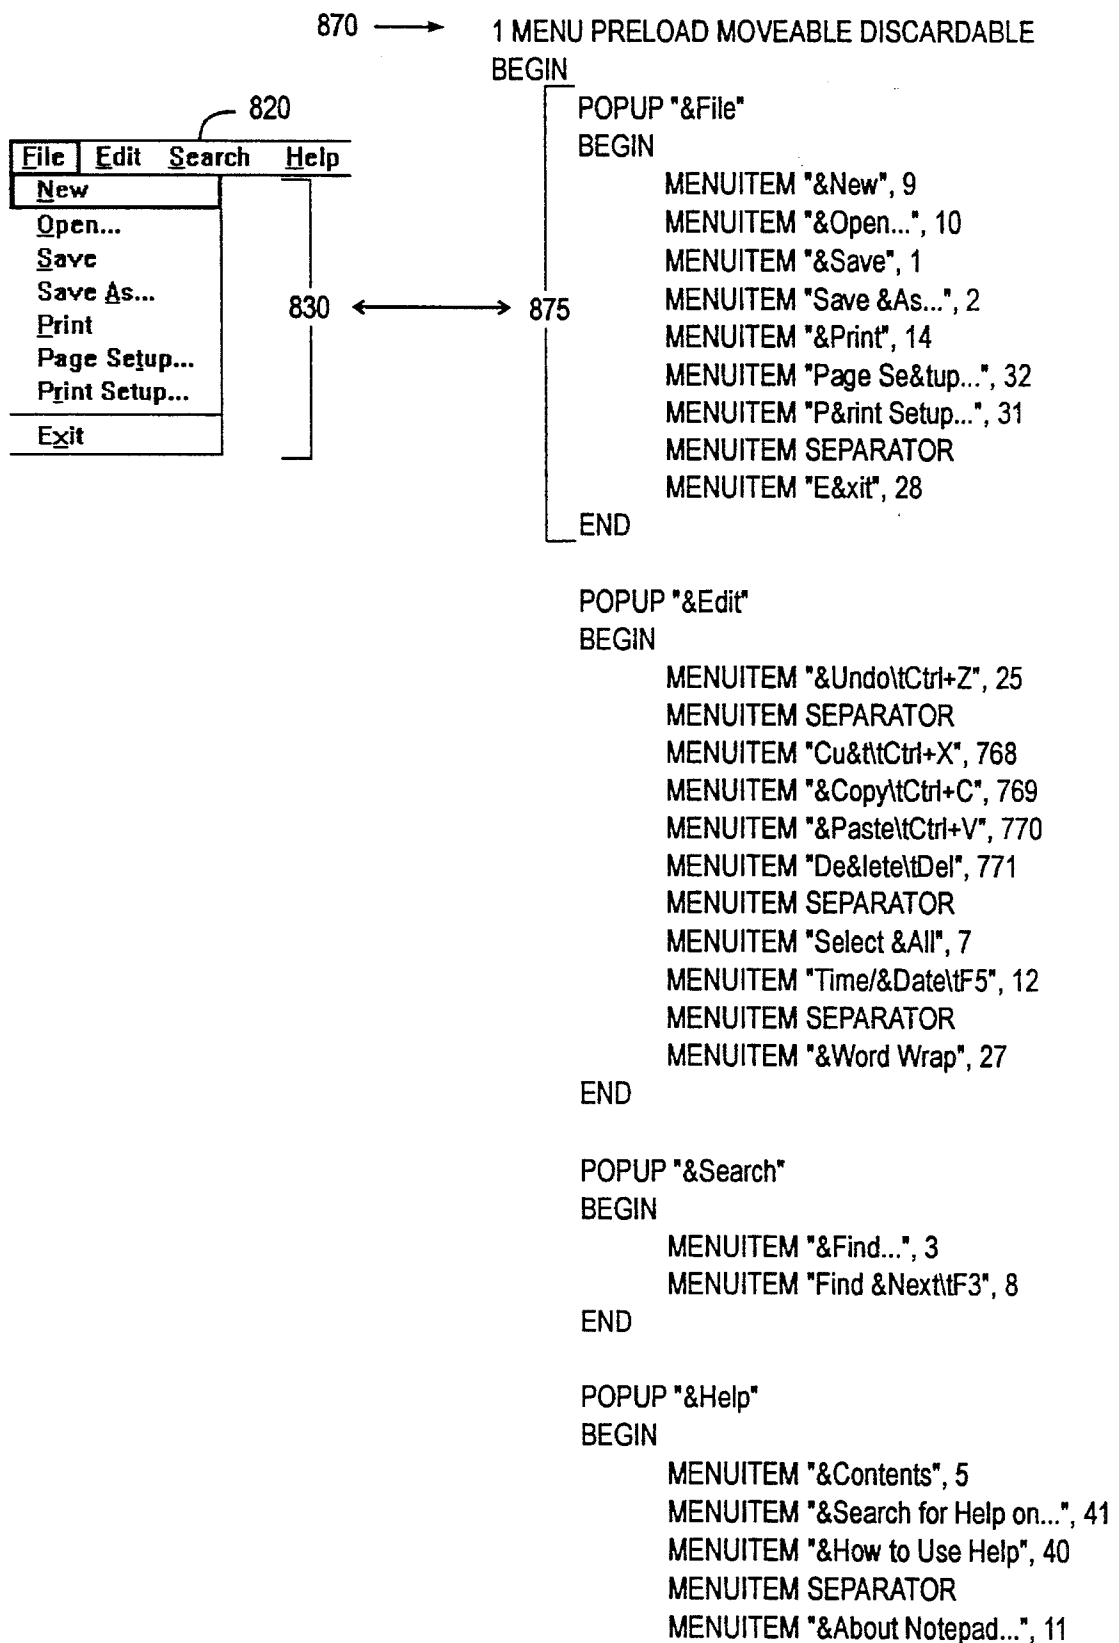 870
1 MENU PRELOAD MOVEABLE DISCARDABLE
BEGIN
820
File Edit Search Help
New
Open...
Save
Save As...
Print
Page Setup...
Print Setup...
Exit
830
875
POPUP "&File"
BEGIN
MENUITEM "&New", 9
MENUITEM "&Open...", 10
MENUITEM "&Save", 1
MENUITEM "Save &As...", 2
MENUITEM "&Print", 14
MENUITEM "Page Se&tup...", 32
MENUITEM "P&rint Setup...", 31
MENUITEM SEPARATOR
MENUITEM "E&xit", 28
END
POPUP "&Edit"
BEGIN
MENUITEM "&Undo\tCtrl+Z", 25
MENUITEM SEPARATOR
MENUITEM "Cu&t\tCtrl+X", 768
MENUITEM "&Copy\tCtrl+C", 769
MENUITEM "&Paste\tCtrl+V", 770
MENUITEM "De&lete\tDel", 771
MENUITEM SEPARATOR
MENUITEM "Select &All", 7
MENUITEM "Time/&Date\tF5", 12
MENUITEM SEPARATOR
MENUITEM "&Word Wrap", 27
END
POPUP "&Search"
BEGIN
MENUITEM "&Find...", 3
MENUITEM "Find &Next\tF3", 8
END
POPUP "&Help"
BEGIN
MENUITEM "&Contents", 5
MENUITEM "&Search for Help on...", 41
MENUITEM "&How to Use Help", 40
MENUITEM SEPARATOR
MENUITEM "&About Notepad...", 11